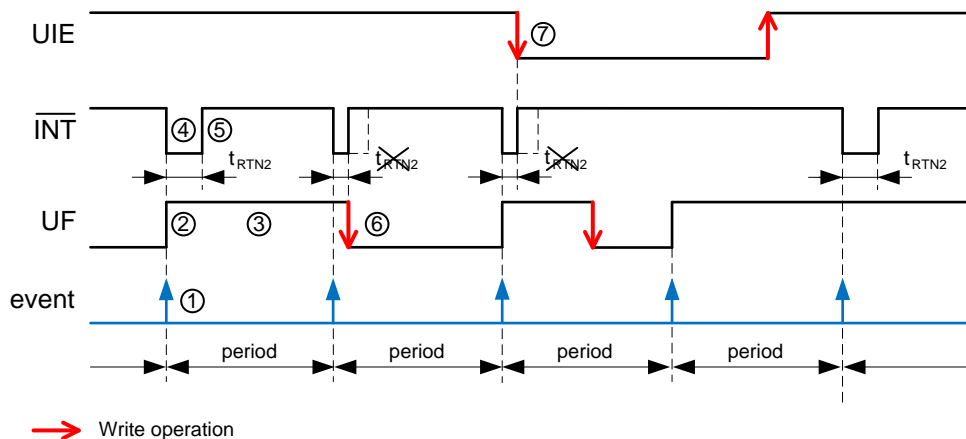 UIE ⑦
INT ④ ⑤
tRTN2 tRTN2 tRTN2 tRTN2
UF ② ③ ⑥
event ①
period period period period
Write operation